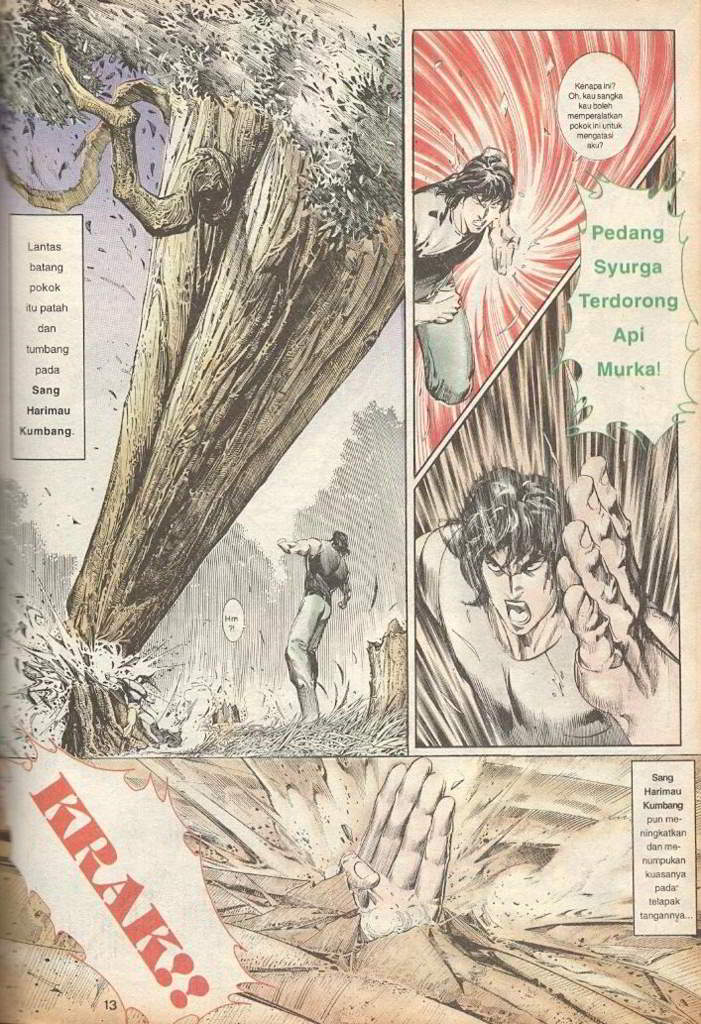 Lantas
batang
pokok
itu patah
dan
tumbang
pada
Sang
Harimau
Kumbang.
Hm
?!
Kenapa ini?
Oh, kau sangka
kau boleh
memperalatkan
pokok ini untuk
mengatasi
aku?
Pedang
Syurga
Terdorong
Api
Murka!
KRAK!!
Sang
Harimau
Kumbang
pun me-
ningkatkan
dan me-
numpukan
kuasanya
pada
telapak
tangannya...
13